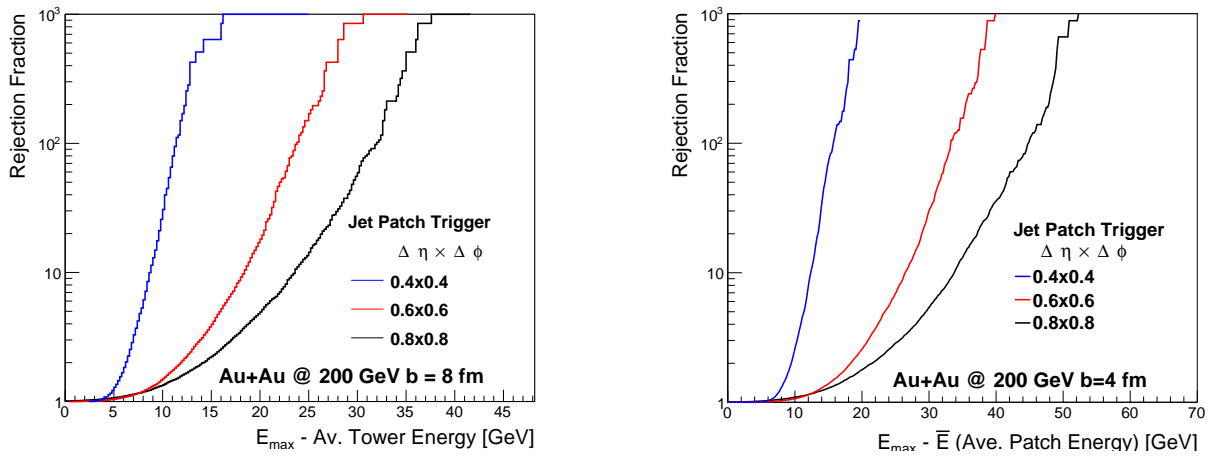 Rejection Fraction
10³
10²
10
1
Jet Patch Trigger
Δ η × Δ ϕ
0.4x0.4
0.6x0.6
0.8x0.8
Au+Au @ 200 GeV b = 8 fm
0 5 10 15 20 25 30 35 40 45
E_max - Av. Tower Energy [GeV]
Rejection Fraction
10³
10²
10
1
Jet Patch Trigger
Δ η × Δ ϕ
0.4x0.4
0.6x0.6
0.8x0.8
Au+Au @ 200 GeV b=4 fm
0 10 20 30 40 50 60 70
E_max - E̅ (Ave. Patch Energy) [GeV]